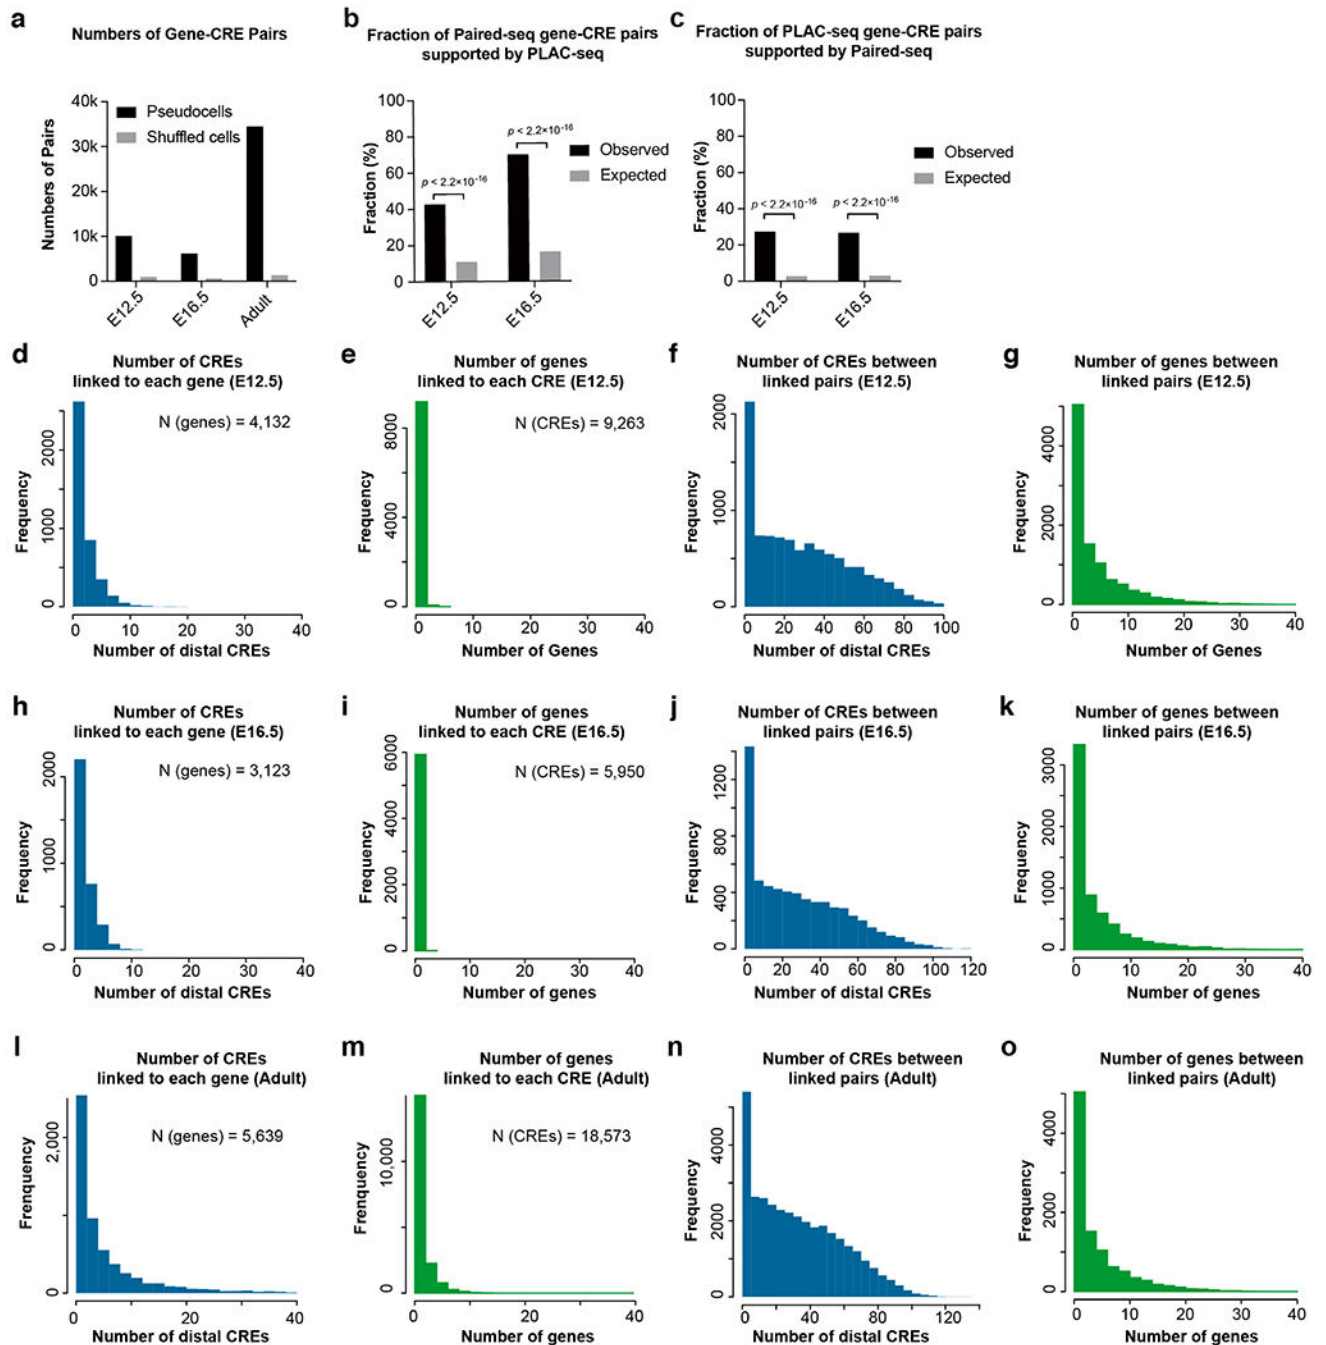 a
Numbers of Gene-CRE Pairs
40k
30k
20k
10k
0
Numbers of Pairs
Pseudocells
Shuffled cells
E12.5
E16.5
Adult
b
Fraction of Paired-seq gene-CRE pairs
supported by PLAC-seq
100
80
60
40
20
0
Fraction (%)
p < 2.2×10-16
p < 2.2×10-16
Observed
Expected
E12.5
E16.5
c
Fraction of PLAC-seq gene-CRE pairs
supported by Paired-seq
100
80
60
40
20
0
Fraction (%)
p < 2.2×10-16
p < 2.2×10-16
Observed
Expected
E12.5
E16.5
d
Number of CREs
linked to each gene (E12.5)
N (genes) = 4,132
Frequency
0
1000
2000
0 10 20 30 40
Number of distal CREs
e
Number of genes
linked to each CRE (E12.5)
N (CREs) = 9,263
Frequency
0
4000
8000
0 10 20 30 40
Number of Genes
f
Number of CREs between
linked pairs (E12.5)
Frequency
0
1000
2000
0 20 40 60 80 100
Number of distal CREs
g
Number of genes between
linked pairs (E12.5)
Frequency
0
2000
4000
0 10 20 30 40
Number of Genes
h
Number of CREs
linked to each gene (E16.5)
N (genes) = 3,123
Frequency
0
1000
2000
0 10 20 30 40
Number of distal CREs
i
Number of genes
linked to each CRE (E16.5)
N (CREs) = 5,950
Frequency
0
2000
4000
6000
0 10 20 30 40
Number of genes
j
Number of CREs between
linked pairs (E16.5)
Frequency
0
400
800
1200
0 20 40 60 80 100 120
Number of distal CREs
k
Number of genes between
linked pairs (E16.5)
Frequency
0
1000
2000
3000
0 10 20 30 40
Number of genes
l
Number of CREs
linked to each gene (Adult)
N (genes) = 5,639
Frenquency
0
2,000
0 20 40
Number of distal CREs
m
Number of genes
linked to each CRE (Adult)
N (CREs) = 18,573
Frenquency
0
10,000
0 20 40
Number of genes
n
Number of CREs between
linked pairs (Adult)
Frequency
0
2000
4000
0 40 80 120
Number of distal CREs
o
Number of genes between
linked pairs (Adult)
Frequency
0
2000
4000
0 10 20 30 40
Number of genes